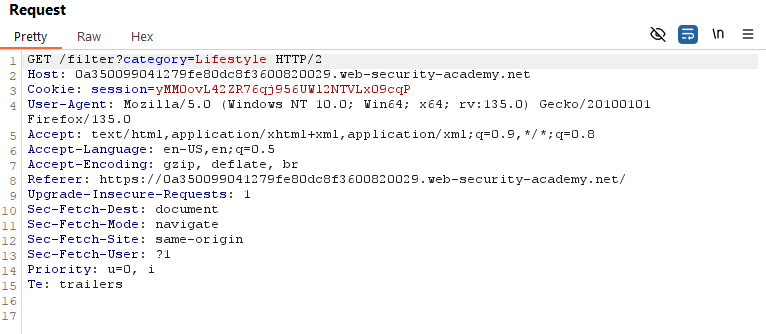 Request
Pretty Raw Hex \n
1 GET /filter?category=Lifestyle HTTP/2
2 Host: 0a350099041279fe80dc8f3600820029.web-security-academy.net
3 Cookie: session=yMMOovL42ZR76qj956UW12NTVLx09cqP
4 User-Agent: Mozilla/5.0 (Windows NT 10.0; Win64; x64; rv:135.0) Gecko/20100101
Firefox/135.0
5 Accept: text/html,application/xhtml+xml,application/xml;q=0.9,*/*;q=0.8
6 Accept-Language: en-US,en;q=0.5
7 Accept-Encoding: gzip, deflate, br
8 Referer: https://0a350099041279fe80dc8f3600820029.web-security-academy.net/
9 Upgrade-Insecure-Requests: 1
10 Sec-Fetch-Dest: document
11 Sec-Fetch-Mode: navigate
12 Sec-Fetch-Site: same-origin
13 Sec-Fetch-User: ?1
14 Priority: u=0, i
15 Te: trailers
16
17